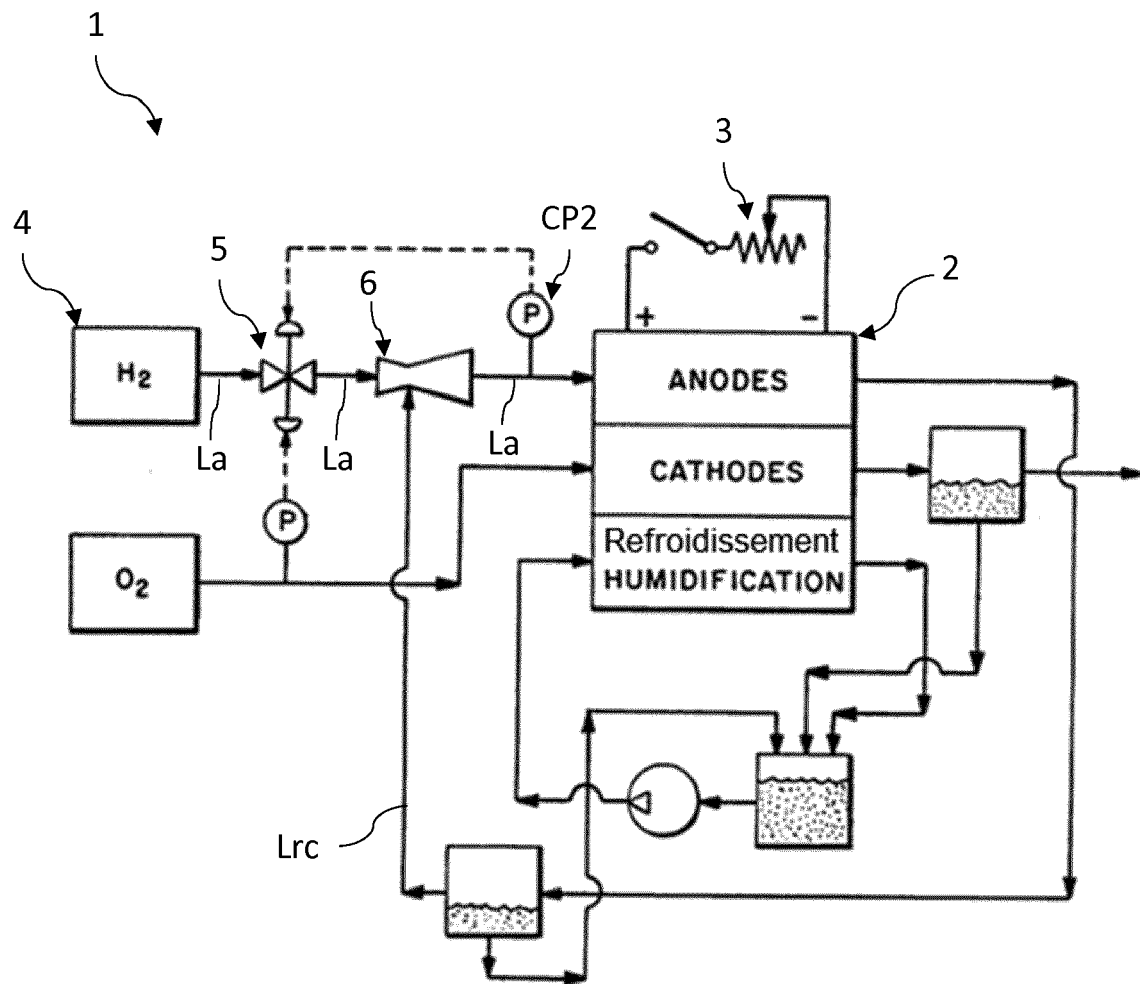 1
3
CP2
4
5
6
2
P
+
-
H₂
ANODES
La
La
La
CATHODES
P
O₂
Refroidissement
HUMIDIFICATION
Lrc